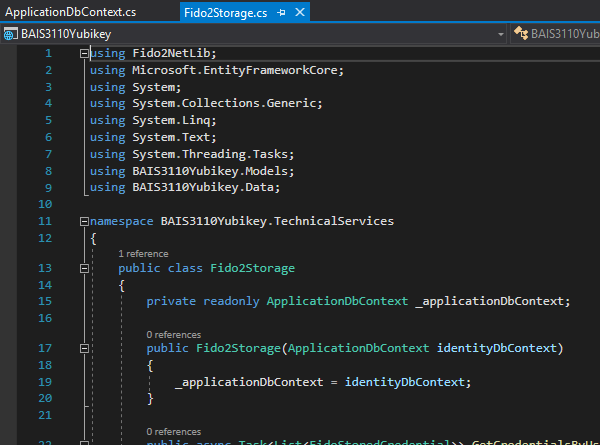 ApplicationDbContext.cs Fido2Storage.cs
BAIS3110Yubikey BAIS3110Yub
1 using Fido2NetLib;
2 using Microsoft.EntityFrameworkCore;
3 using System;
4 using System.Collections.Generic;
5 using System.Linq;
6 using System.Text;
7 using System.Threading.Tasks;
8 using BAIS3110Yubikey.Models;
9 using BAIS3110Yubikey.Data;
10
11 namespace BAIS3110Yubikey.TechnicalServices
12 {
1 reference
13 public class Fido2Storage
14 {
15 private readonly ApplicationDbContext _applicationDbContext;
16
0 references
17 public Fido2Storage(ApplicationDbContext identityDbContext)
18 {
19 _applicationDbContext = identityDbContext;
20 }
21
0 references
22 public async Task<List<FidoStoredCredential>> GetCredentialsByUs